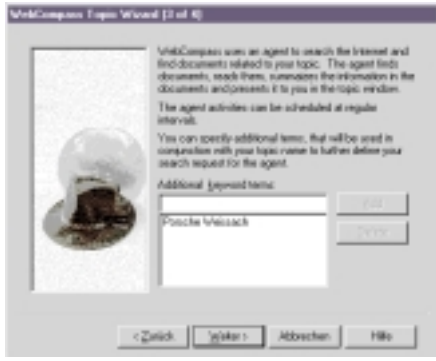 WebCompass Topic Wizard [3 of 4]
WebCompass uses an agent to search the Internet and
find documents related to your topic. The agent finds
documents, reads them, summarizes the information in the
documents and presents it to you in the topic window.
The agent activities can be scheduled at regular
intervals.
You can specify additional terms, that will be used in
conjunction with your topic name to further define your
search request for the agent.
Additional keyword terms:
Add
Porsche Weissach
Delete
< Zurück
Weiter >
Abbrechen
Hilfe